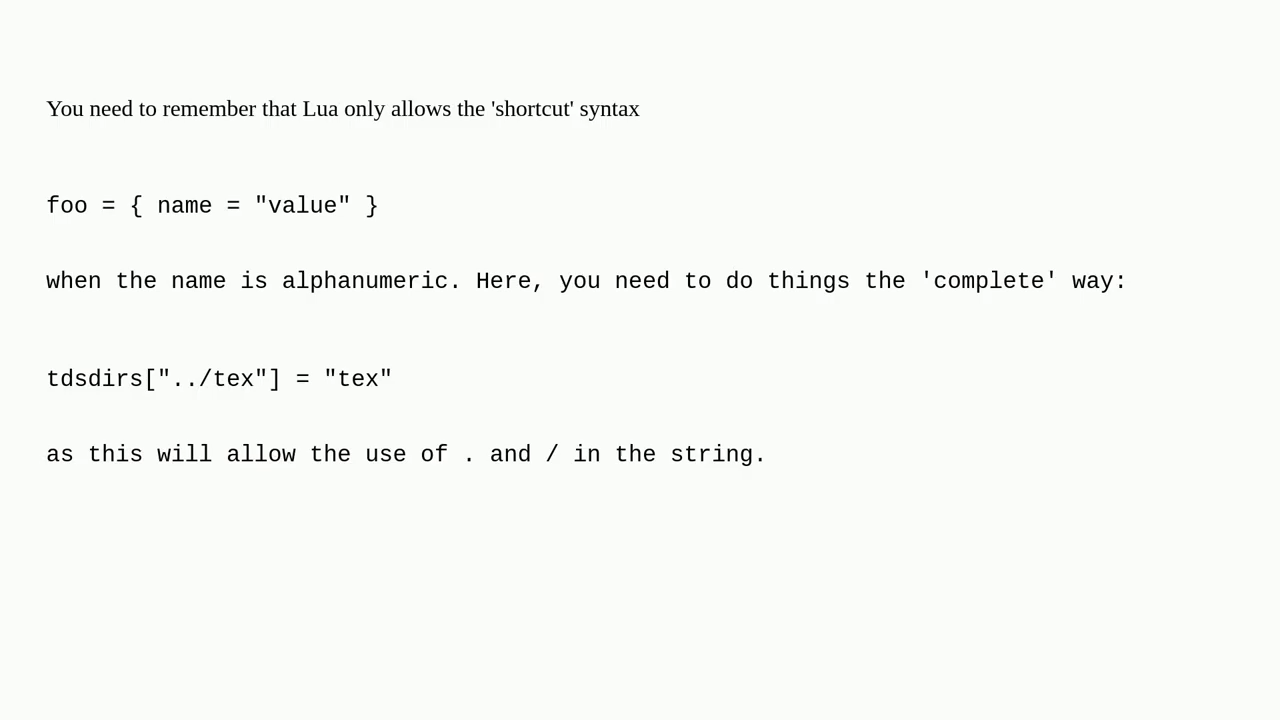 You need to remember that Lua only allows the 'shortcut' syntax
foo = { name = "value" }
when the name is alphanumeric. Here, you need to do things the 'complete' way:
tdsdirs["../tex"] = "tex"
as this will allow the use of . and / in the string.